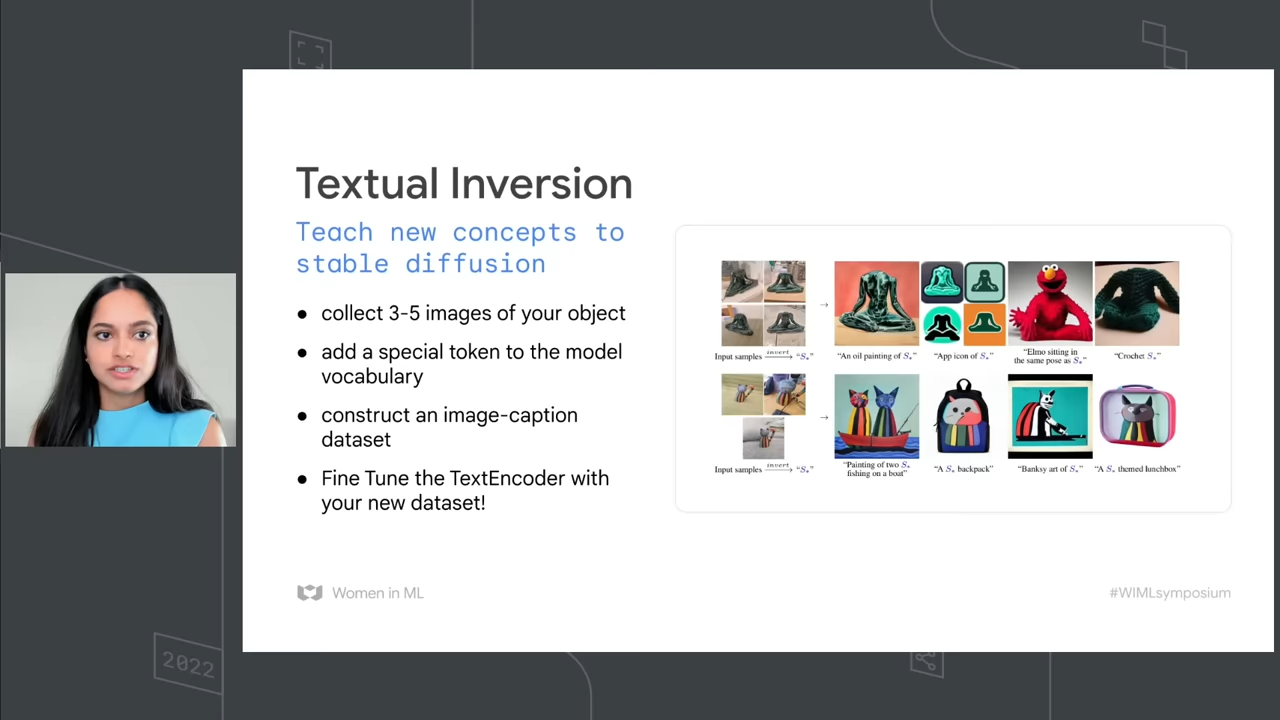 Textual Inversion
Teach new concepts to
stable diffusion
● collect 3-5 images of your object
● add a special token to the model
vocabulary
● construct an image-caption
dataset
● Fine Tune the TextEncoder with
your new dataset!
Input samples invert → “S*”
→
“An oil painting of S*”
“App icon of S*”
“Elmo sitting in
the same pose as S*”
“Crochet S*”
Input samples invert → “S*”
→
“Painting of two S*
fishing on a boat”
“A S* backpack”
“Banksy art of S*”
“A S* themed lunchbox”
Women in ML
#WIMLsymposium
2022